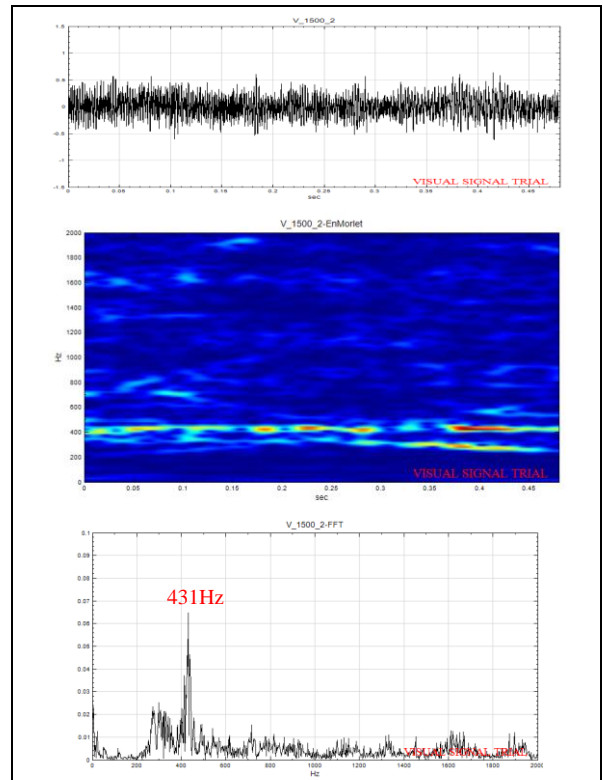 V_1500_2
1.5
1
0.5
0
-0.5
-1
-1.5
0 0.05 0.1 0.15 0.2 0.25 0.3 0.35 0.4 0.45
sec
VISUAL SIGNAL TRIAL
V_1500_2-EnMorlet
2000
1800
1600
1400
1200
1000
800
600
400
200
0
Hz
0 0.05 0.1 0.15 0.2 0.25 0.3 0.35 0.4 0.45
sec
VISUAL SIGNAL TRIAL
V_1500_2-FFT
0.1
0.09
0.08
0.07
0.06
0.05
0.04
0.03
0.02
0.01
0
431Hz
VISUAL SIGNAL TRIAL
0 200 400 600 800 1000 1200 1400 1600 1800 2000
Hz